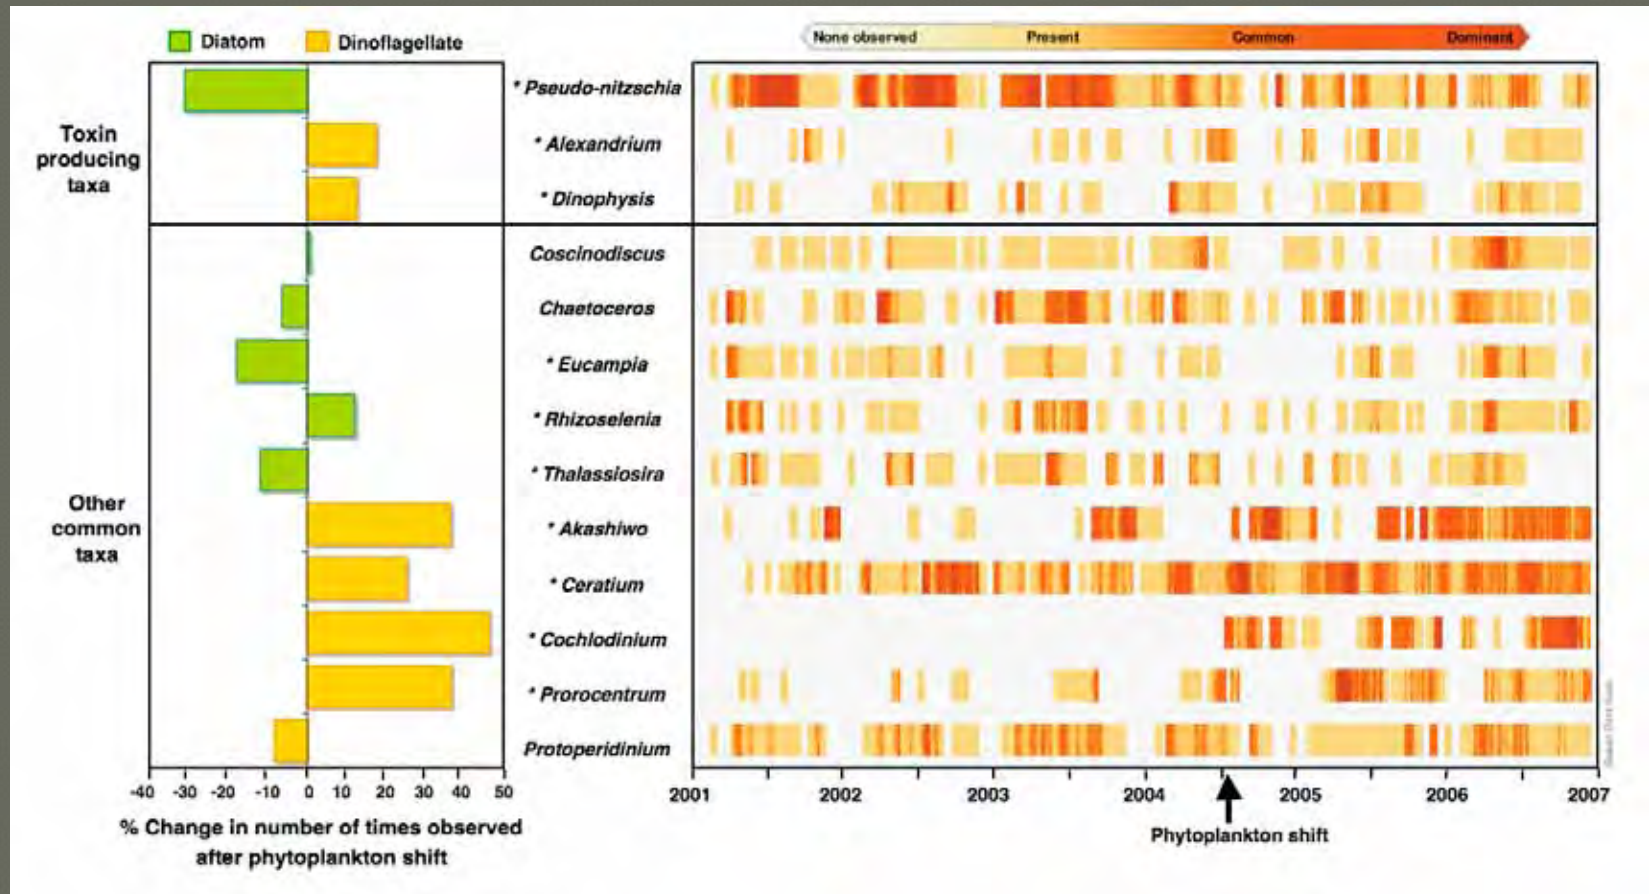 Diatom
Dinoflagellate
None observed
Present
Common
Dominant
Toxin
producing
taxa
* Pseudo-nitzschia
* Alexandrium
* Dinophysis
Other
common
taxa
Coscinodiscus
Chaetoceros
* Eucampia
* Rhizoselenia
* Thalassiosira
* Akashiwo
* Ceratium
* Cochlodinium
* Prorocentrum
Protoperidinium
-40 -30 -20 -10 0 10 20 30 40 50
% Change in number of times observed
after phytoplankton shift
2001 2002 2003 2004 2005 2006 2007
Phytoplankton shift